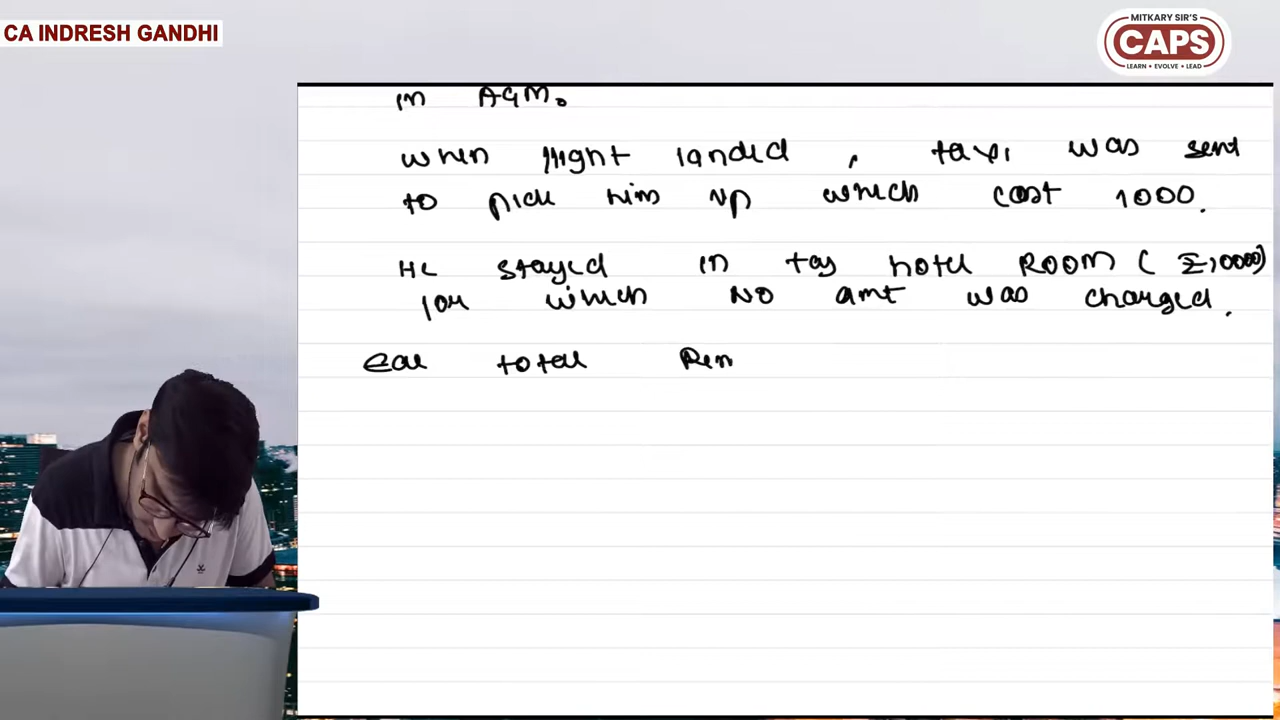 CA INDRESH GANDHI
MITKARY SIR'S
CAPS
LEARN • EVOLVE • LEAD
in AGM.
when flight landed, taxi was sent
to pick him up which cost 1000.
He stayed in taj hotel ROOM (
for which NO amt was charged.
Cal total Rem